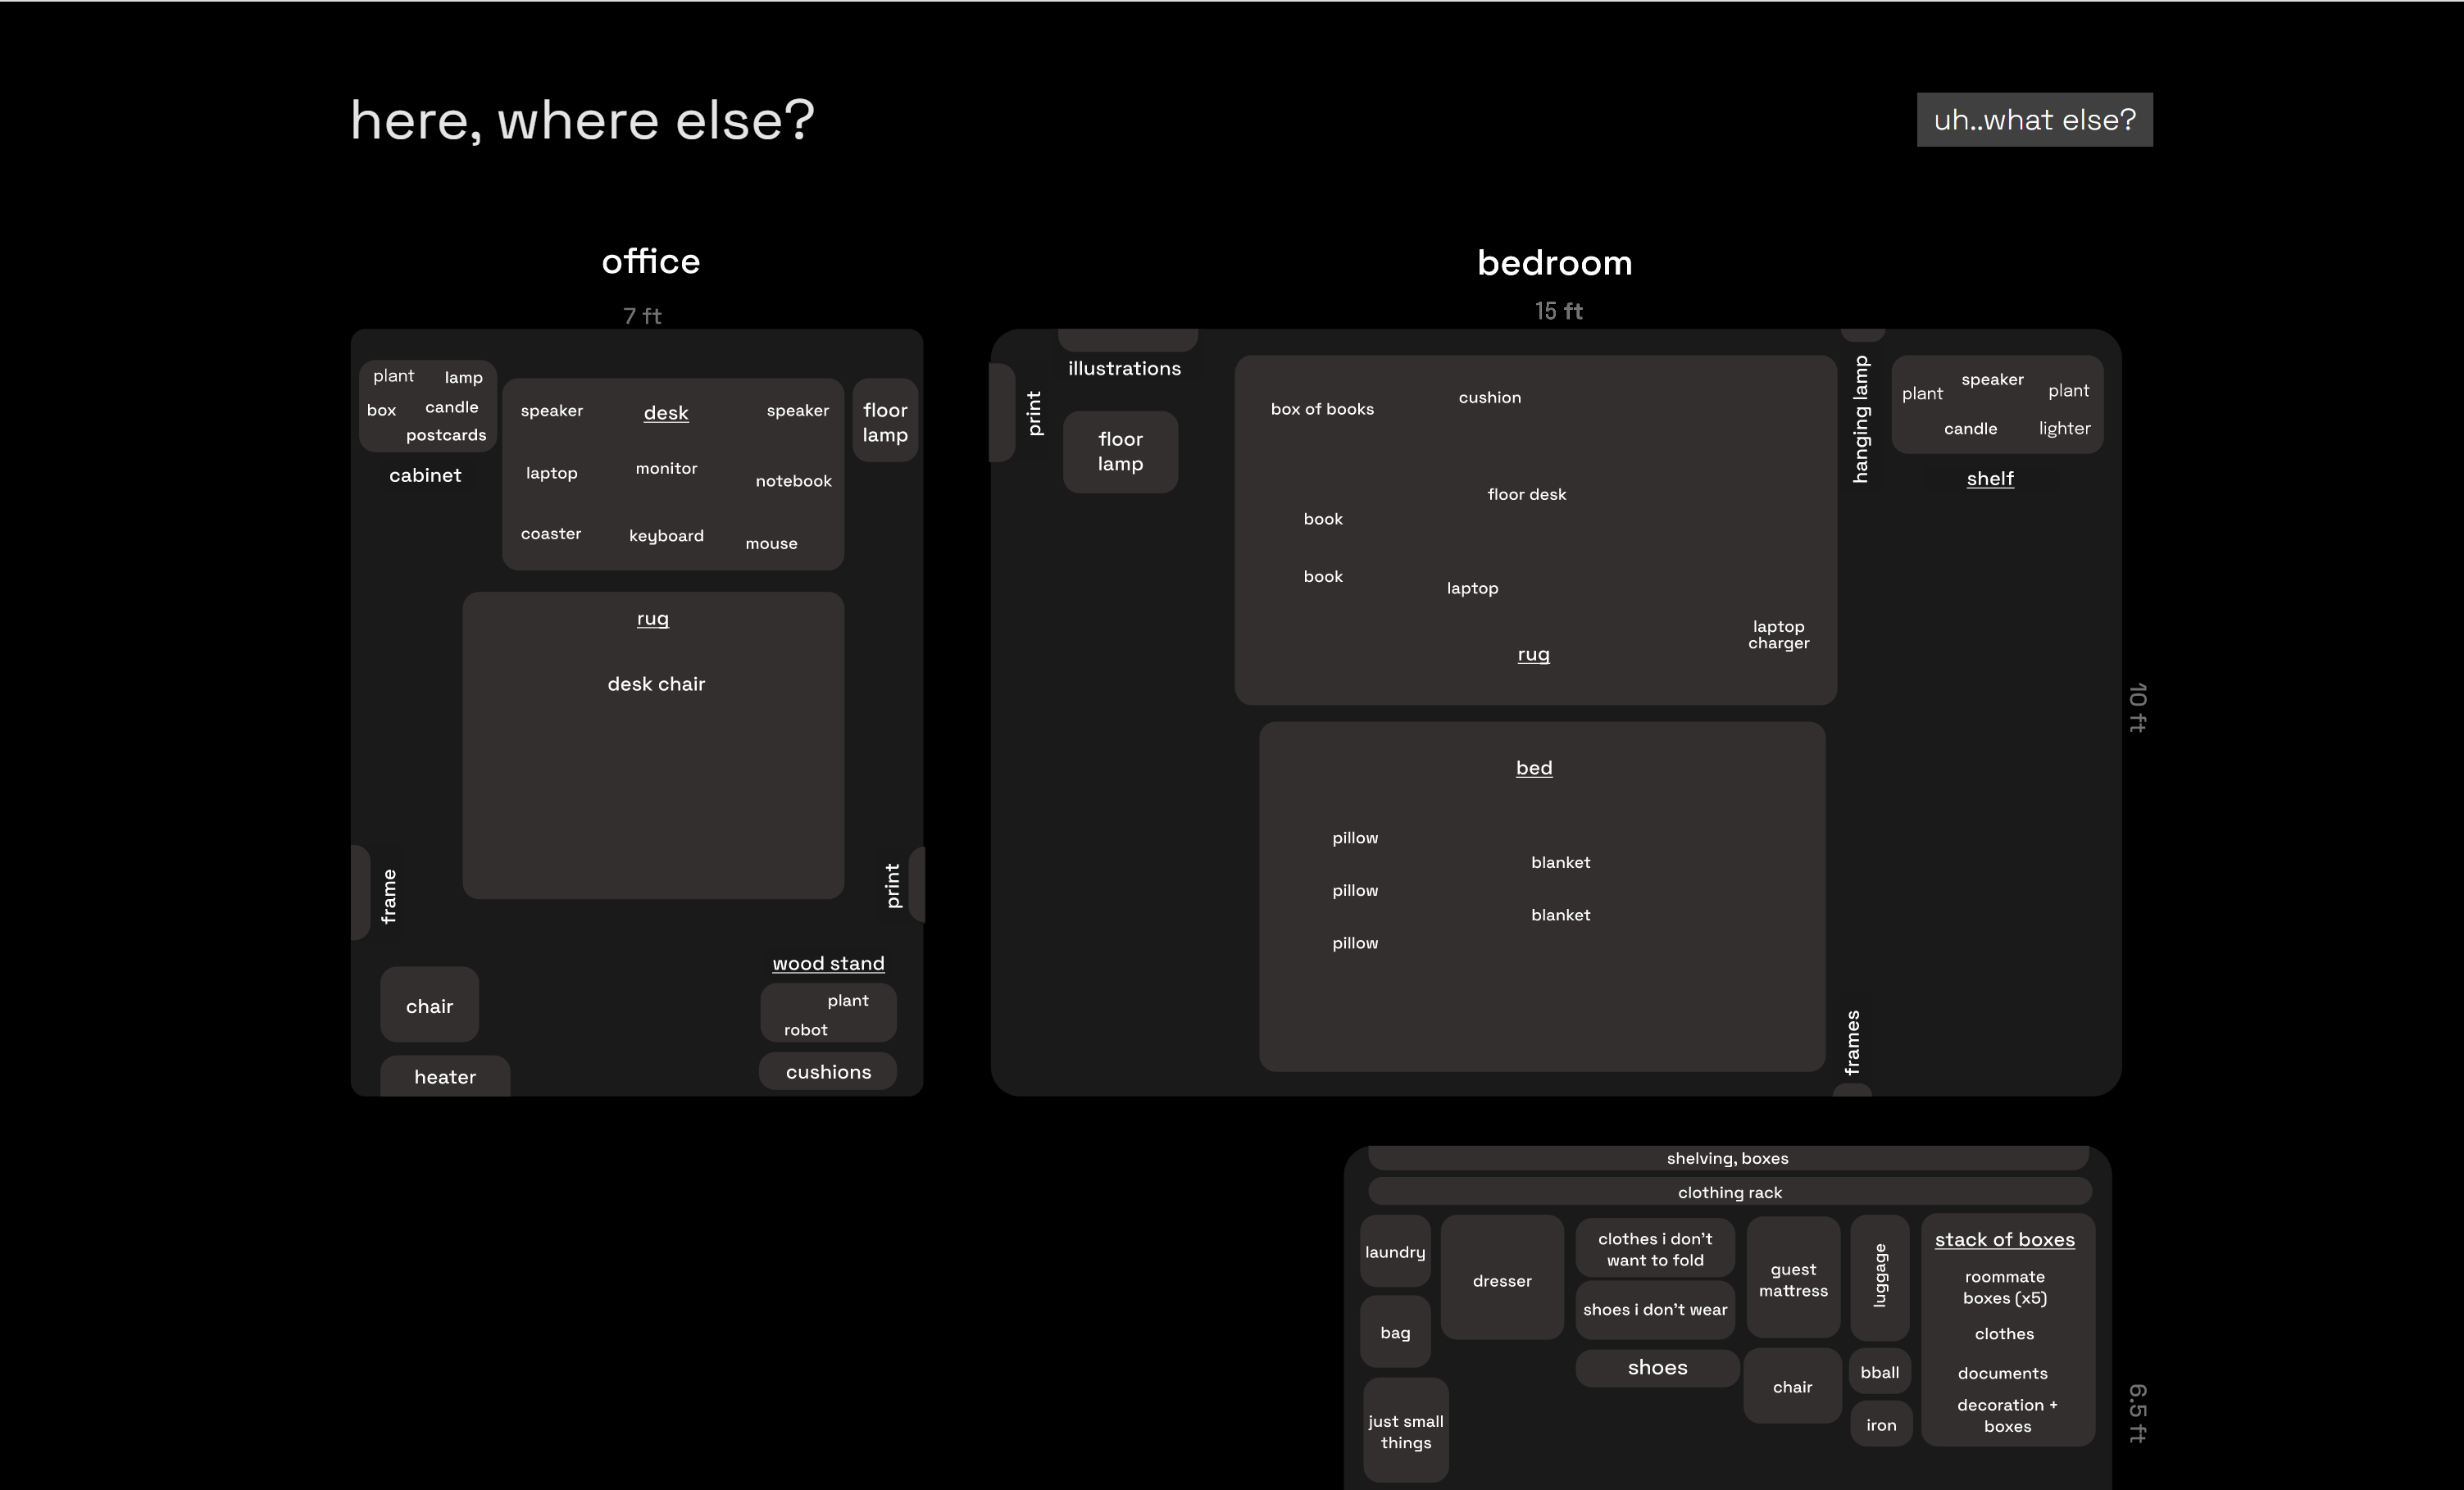 here, where else?
uh..what else?
office
7 ft
plant
lamp
box
candle
postcards
cabinet
speaker
desk
speaker
laptop
monitor
notebook
coaster
keyboard
mouse
floor
lamp
rug
desk chair
frame
print
chair
heater
wood stand
plant
robot
cushions
bedroom
15 ft
print
illustrations
floor
lamp
box of books
cushion
floor desk
book
book
laptop
laptop
charger
rug
hanging lamp
plant
speaker
plant
candle
lighter
shelf
10 ft
bed
pillow
blanket
pillow
blanket
pillow
frames
shelving, boxes
clothing rack
laundry
bag
just small
things
dresser
clothes i don't
want to fold
shoes i don't wear
shoes
guest
mattress
chair
luggage
bball
iron
stack of boxes
roommate
boxes (x5)
clothes
documents
decoration +
boxes
6.5 ft